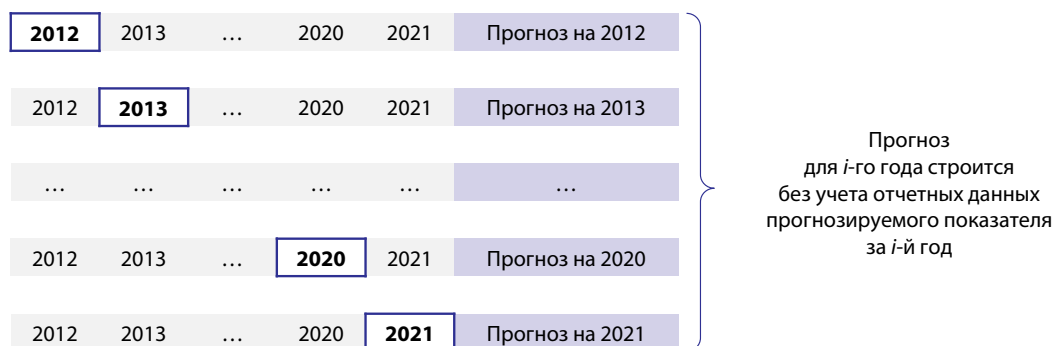 2012 2013 … 2020 2021 Прогноз на 2012
2012 2013 … 2020 2021 Прогноз на 2013
… … … … … …
2012 2013 … 2020 2021 Прогноз на 2020
2012 2013 … 2020 2021 Прогноз на 2021
Прогноз
для i-го года строится
без учета отчетных данных
прогнозируемого показателя
за i-й год